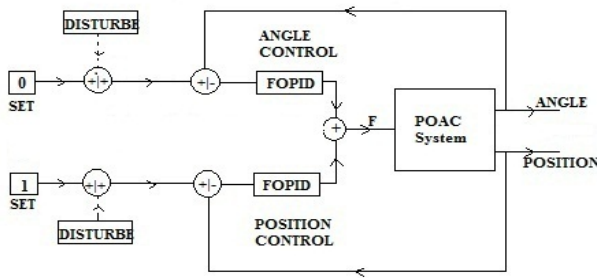 DISTURBE
ANGLE
CONTROL
0
+|+
+|-
FOPID
SET
+
F
POAC
System
ANGLE
POSITION
1
+|+
+|-
FOPID
SET
DISTURBE
POSITION
CONTROL